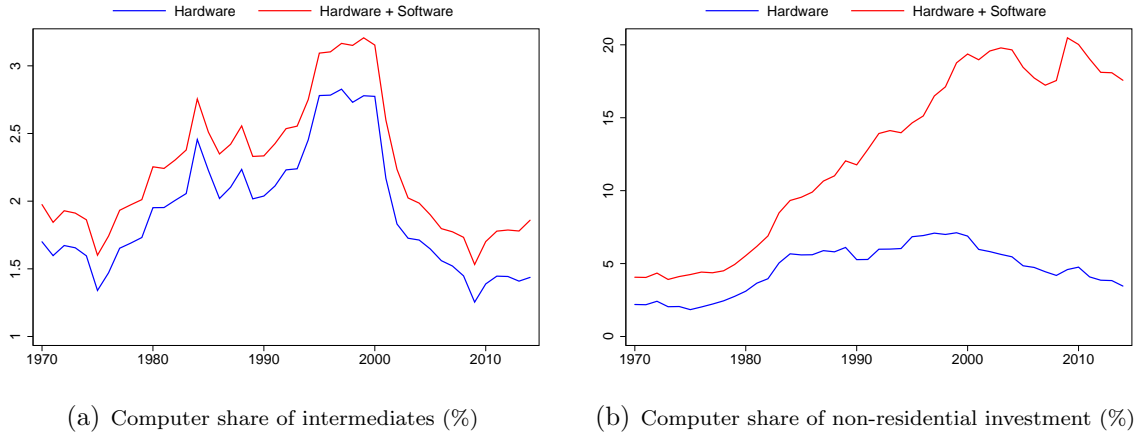 Hardware Hardware + Software
3
2.5
2
1.5
1
1970 1980 1990 2000 2010
(a) Computer share of intermediates (%)
Hardware Hardware + Software
20
15
10
5
0
1970 1980 1990 2000 2010
(b) Computer share of non-residential investment (%)